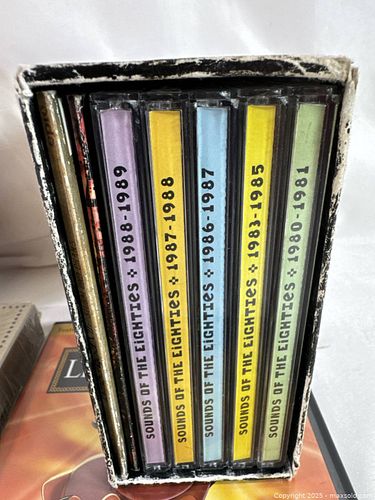 SOUNDS OF THE EiGHTiES ✣ 1988-1989
SOUNDS OF THE EiGHTiES ✣ 1987-1988
SOUNDS OF THE EiGHTiES ✣ 1986-1987
SOUNDS OF THE EiGHTiES ✣ 1983-1985
SOUNDS OF THE EiGHTiES ✣ 1980-1981
Copyright 2025 - maxsold.com